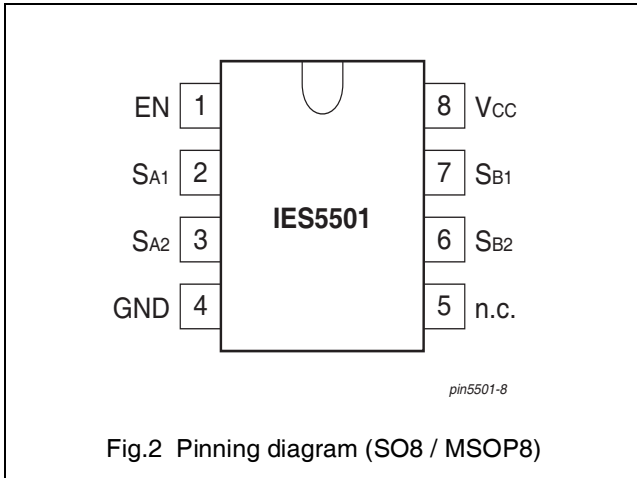 EN 1 8 VCC
SA1 2 7 SB1
IES5501
SA2 3 6 SB2
GND 4 5 n.c.
pin5501-8
Fig.2 Pinning diagram (SO8 / MSOP8)